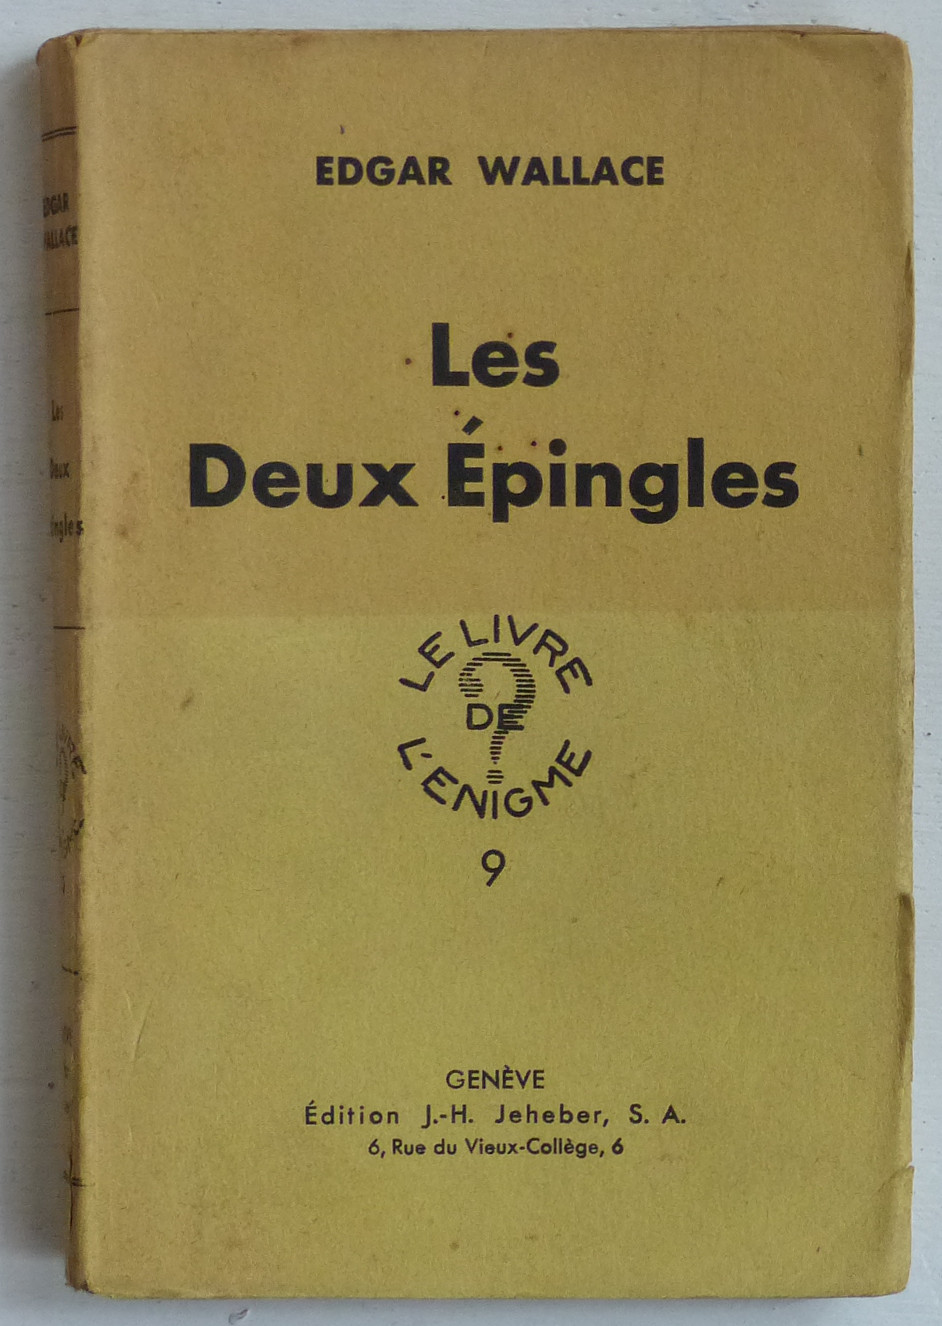 EDGAR WALLACE
Les
Deux Épingles
LE LIVRE
DE
L'ENIGME
9
GENÈVE
Édition J.-H. Jeheber, S. A.
6, Rue du Vieux-Collège, 6
EDGAR
WALLACE
Les
Deux